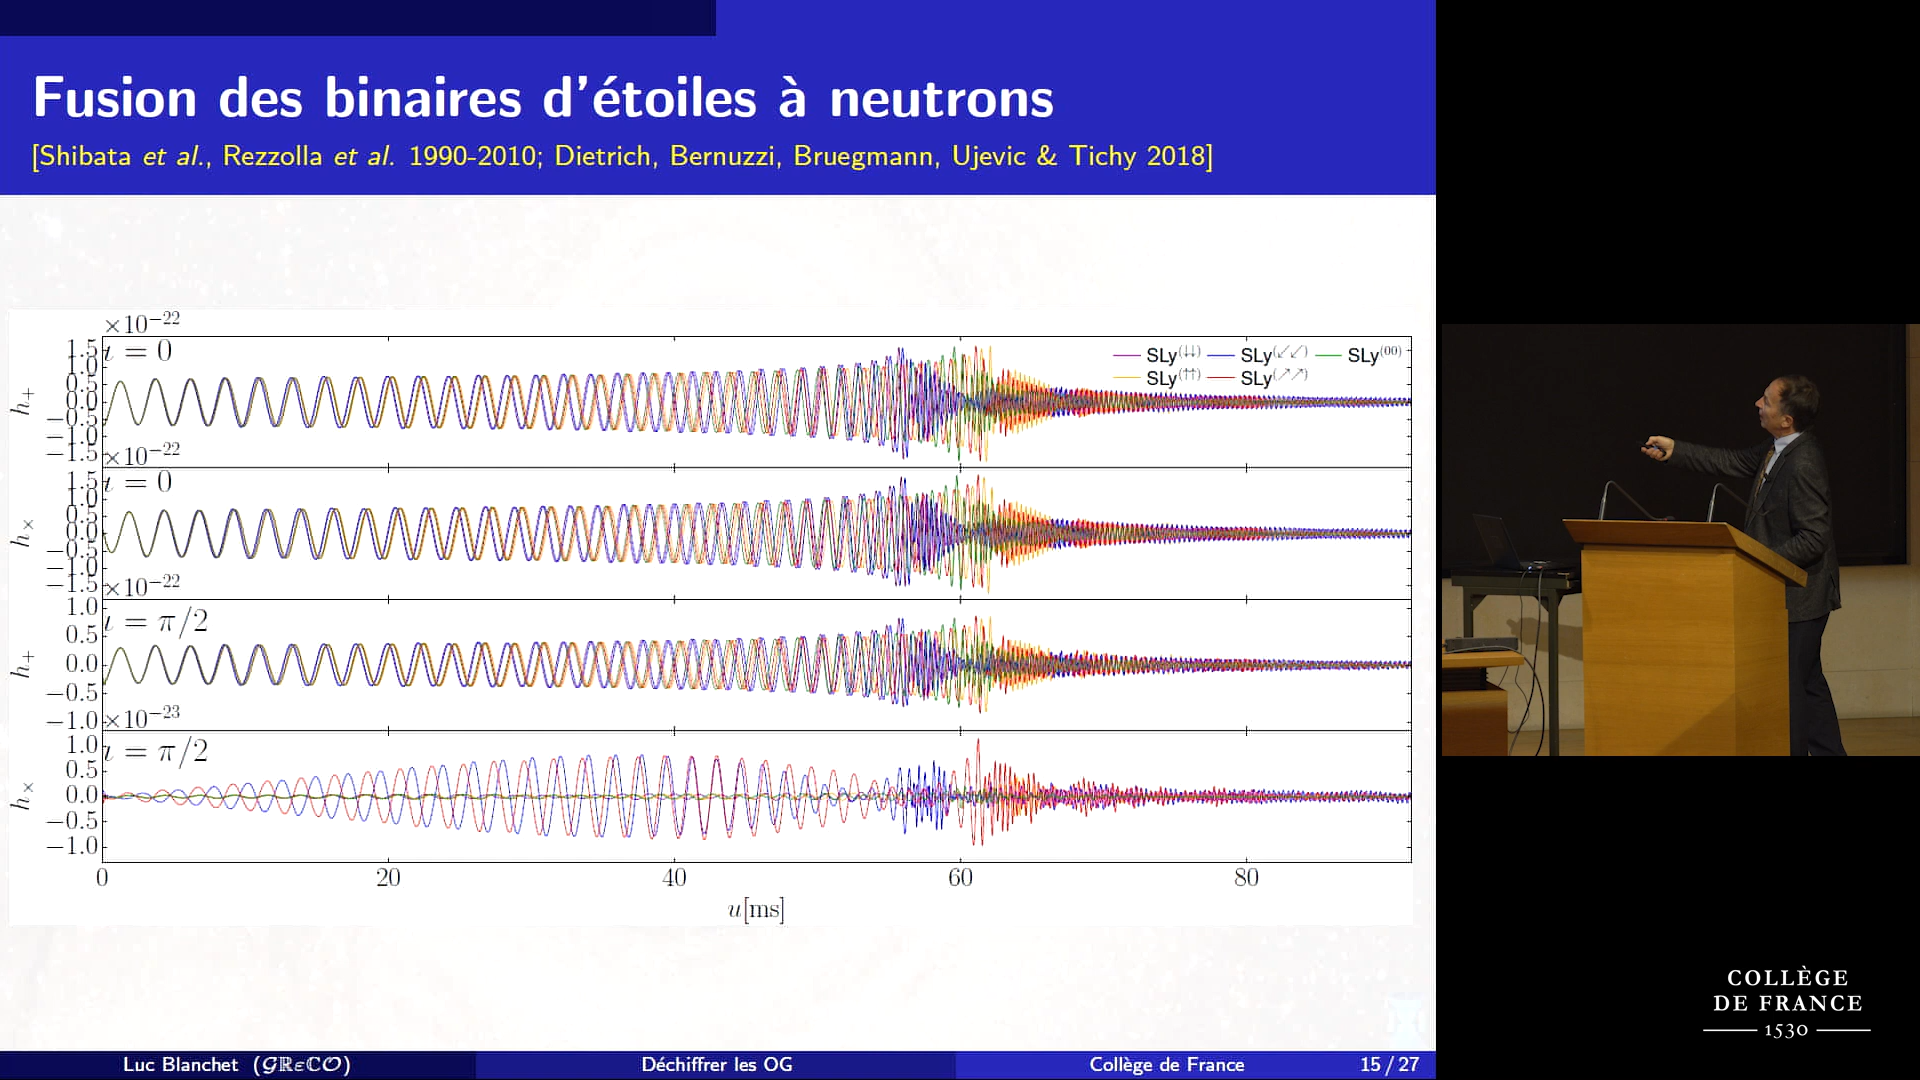 Fusion des binaires d'étoiles à neutrons
[Shibata et al., Rezzolla et al. 1990-2010; Dietrich, Bernuzzi, Bruegmann, Ujevic & Tichy 2018]
×10⁻²²
ι = 0
SLy⁽↓↓⁾ SLy⁽↙↙⁾ SLy⁽⁰⁰⁾
SLy⁽↑↑⁾ SLy⁽↗↗⁾
h₊
1.5
1.0
0.5
0.0
−0.5
−1.0
−1.5
×10⁻²²
ι = 0
h×
1.5
1.0
0.5
0.0
−0.5
−1.0
−1.5
×10⁻²²
ι = π/2
h₊
1.0
0.5
0.0
−0.5
−1.0
×10⁻²³
ι = π/2
h×
1.0
0.5
0.0
−0.5
−1.0
0 20 40 60 80
u[ms]
Luc Blanchet (GRεCO) Déchiffrer les OG Collège de France 15 / 27
COLLÈGE
DE FRANCE
1530